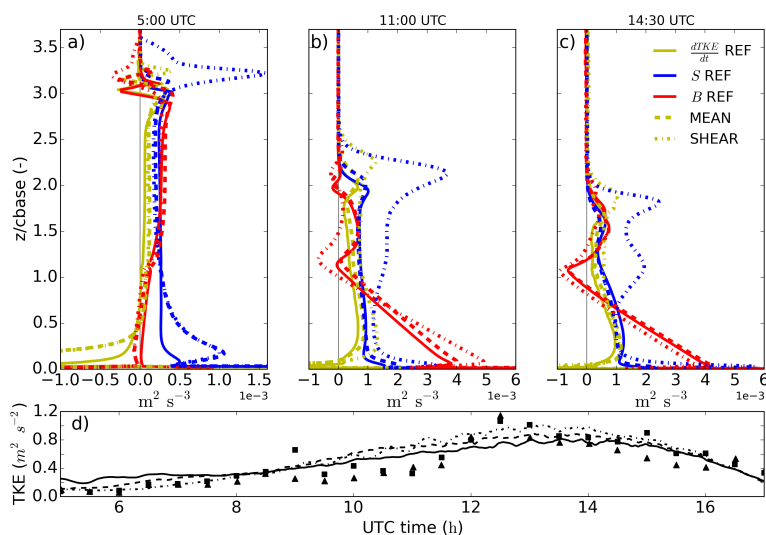 5:00 UTC
11:00 UTC
14:30 UTC
a)
b)
c)
dTKE/dt REF
S REF
B REF
MEAN
SHEAR
z/cbase (-)
3.5
3.0
2.5
2.0
1.5
1.0
0.5
0.0
−1.0 −0.5 0.0 0.5 1.0 1.5
1e−3
m² s⁻³
−1 0 1 2 3 4 5 6
1e−3
m² s⁻³
−1 0 1 2 3 4 5 6
1e−3
m² s⁻³
d)
TKE (m² s⁻²)
1.2
0.8
0.4
0.0
6 8 10 12 14 16
UTC time (h)